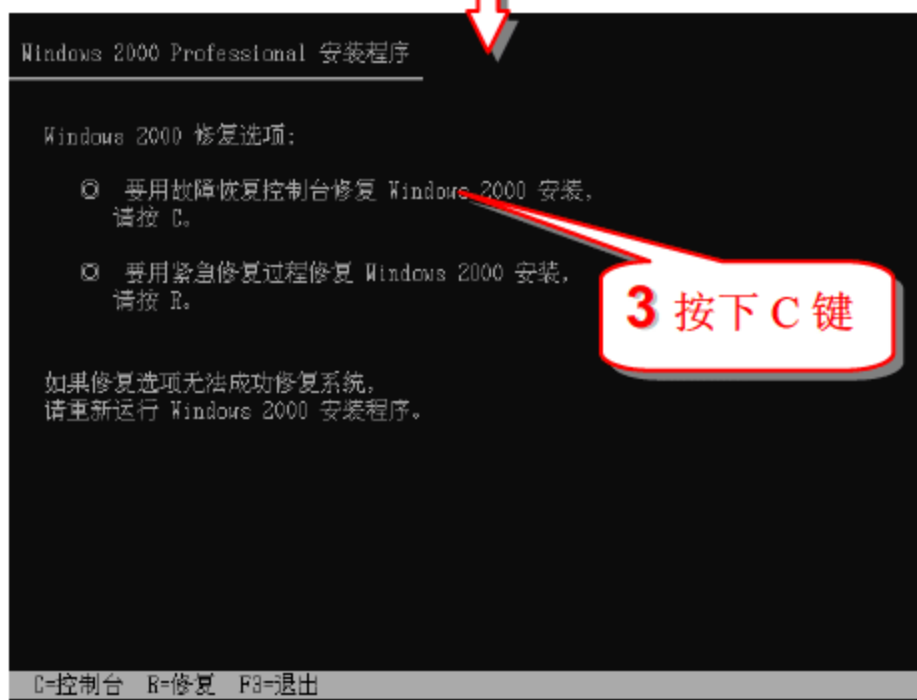 Windows 2000 Professional 安装程序
Windows 2000 修复选项:
◎ 要用故障恢复控制台修复 Windows 2000 安装,
请按 C。
◎ 要用紧急修复过程修复 Windows 2000 安装,
请按 R。
3 按下 C 键
如果修复选项无法成功修复系统,
请重新运行 Windows 2000 安装程序。
C=控制台 R=修复 F3=退出